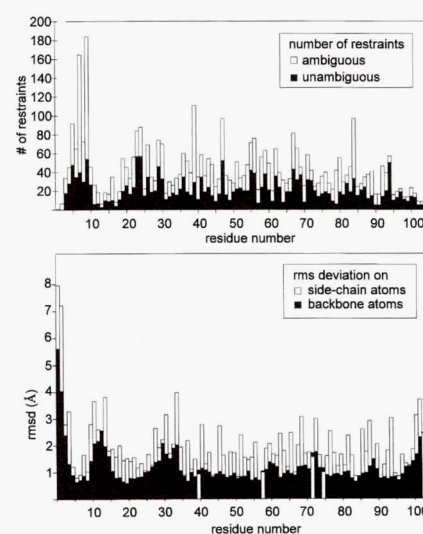 200
180
160
140
120
100
80
60
40
20
# of restraints
number of restraints
ambiguous
unambiguous
10 20 30 40 50 60 70 80 90 100
residue number
8
7
6
5
4
3
2
1
rmsd (Å)
rms deviation on
side-chain atoms
backbone atoms
10 20 30 40 50 60 70 80 90 100
residue number